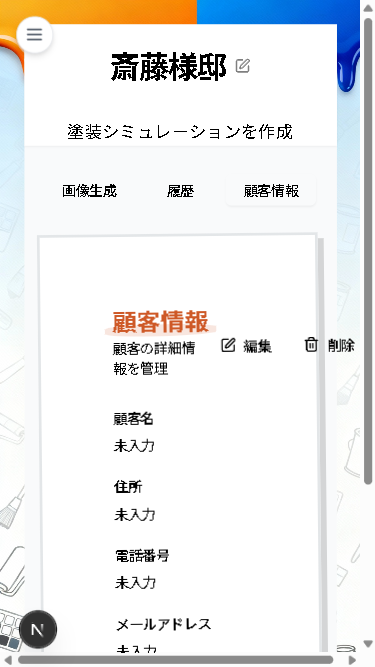 斎藤様邸
塗装シミュレーションを作成
画像生成 履歴 顧客情報
顧客情報
顧客の詳細情
報を管理
編集 削除
顧客名
未入力
住所
未入力
電話番号
未入力
メールアドレス
未入力
N